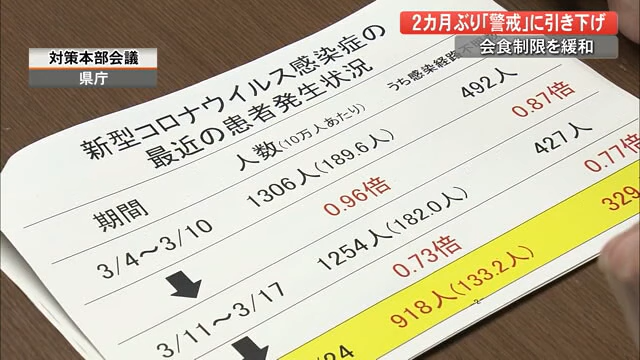 2カ月ぶり「警戒」に引き下げ
会食制限を緩和
対策本部会議
県庁
新型コロナウイルス感染症の
最近の患者発生状況
期間 人数(10万人あたり) うち感染経路不
3/4～3/10 1306人(189.6人) 492人
0.96倍 0.87倍
3/11～3/17 1254人(182.0人) 427人
0.73倍 0.77倍
24 918人(133.2人) 329
-2-